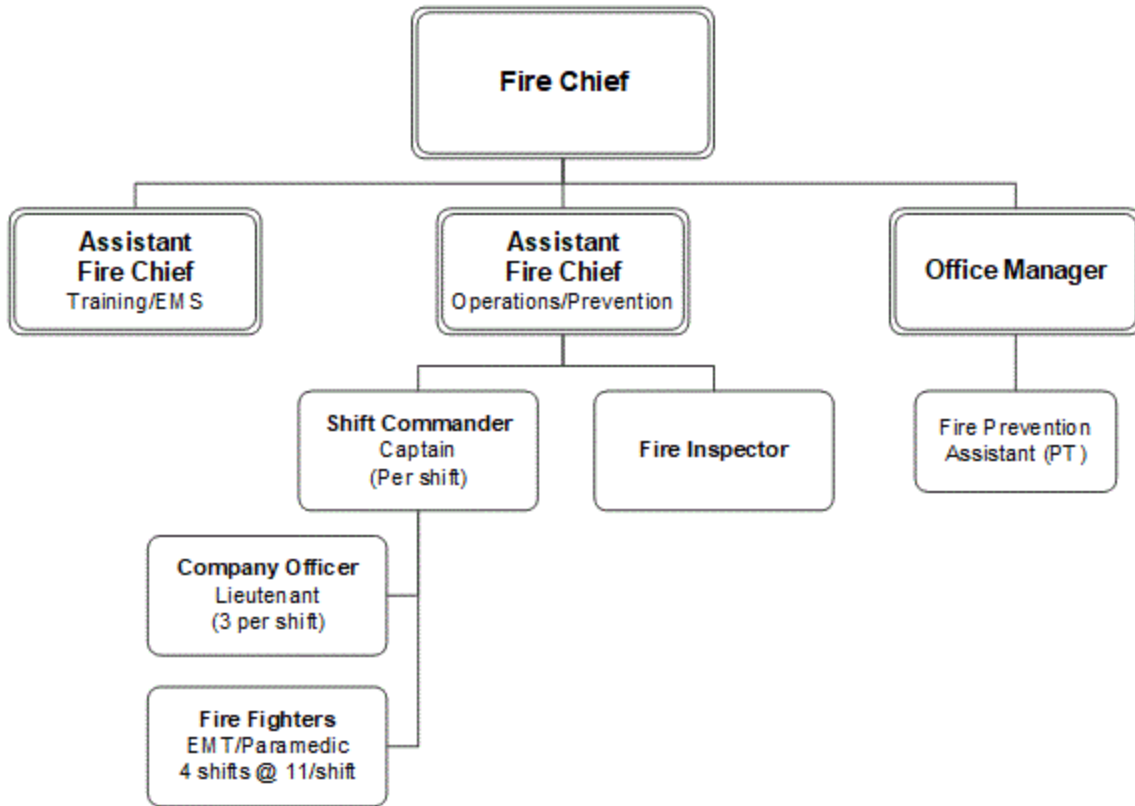 Fire Chief
Assistant
Fire Chief
Training/EMS
Assistant
Fire Chief
Operations/Prevention
Office Manager
Shift Commander
Captain
(Per shift)
Fire Inspector
Fire Prevention
Assistant (PT)
Company Officer
Lieutenant
(3 per shift)
Fire Fighters
EMT/Paramedic
4 shifts @ 11/shift